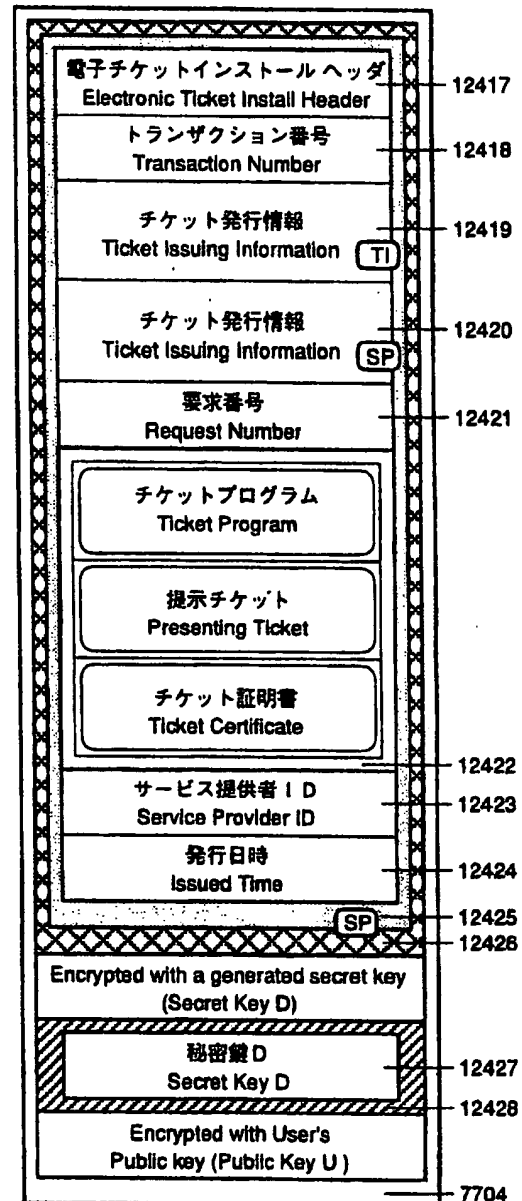 電子チケットインストール ヘッダ
Electronic Ticket Install Header
12417
トランザクション番号
Transaction Number
12418
チケット発行情報
Ticket Issuing Information
TI
12419
チケット発行情報
Ticket Issuing Information
SP
12420
要求番号
Request Number
12421
チケットプログラム
Ticket Program
提示チケット
Presenting Ticket
チケット証明書
Ticket Certificate
12422
サービス提供者 I D
Service Provider ID
12423
発行日時
Issued Time
12424
SP
12425
12426
Encrypted with a generated secret key
(Secret Key D)
秘密鍵 D
Secret Key D
12427
12428
Encrypted with User's
Public key (Public Key U )
7704